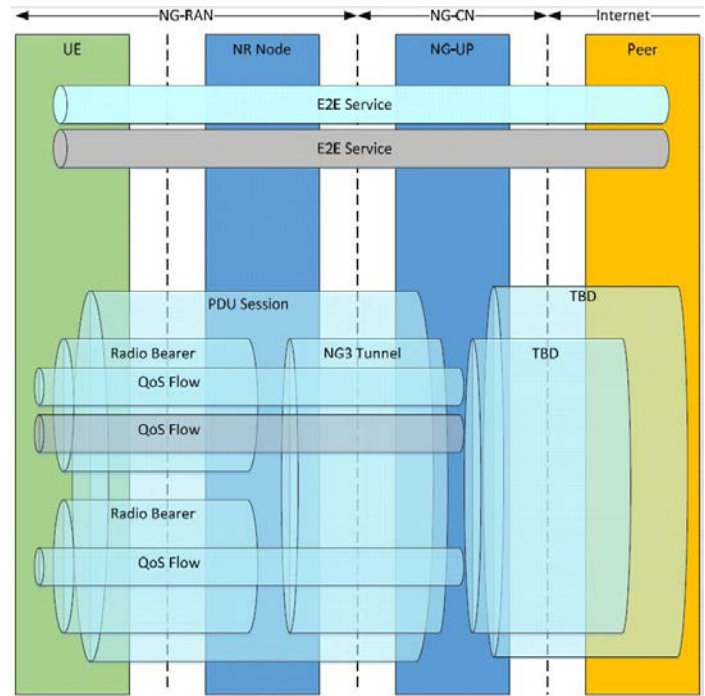 NG-RAN NG-CN Internet
UE NR Node NG-UP Peer
E2E Service
E2E Service
PDU Session TBD
Radio Bearer NG3 Tunnel TBD
QoS Flow
QoS Flow
Radio Bearer
QoS Flow